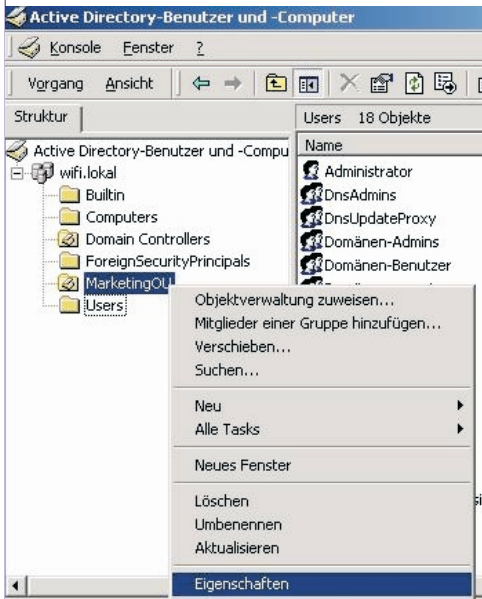 Active Directory-Benutzer und -Computer
Konsole Fenster ?
Vorgang Ansicht
Struktur
Users 18 Objekte
Active Directory-Benutzer und -Compu
wifi.lokal
Builtin
Computers
Domain Controllers
ForeignSecurityPrincipals
MarketingOU
Users
Name
Administrator
DnsAdmins
DnsUpdateProxy
Domänen-Admins
Domänen-Benutzer
Objektverwaltung zuweisen...
Mitglieder einer Gruppe hinzufügen...
Verschieben...
Suchen...
Neu
Alle Tasks
Neues Fenster
Löschen
Umbenennen
Aktualisieren
Eigenschaften